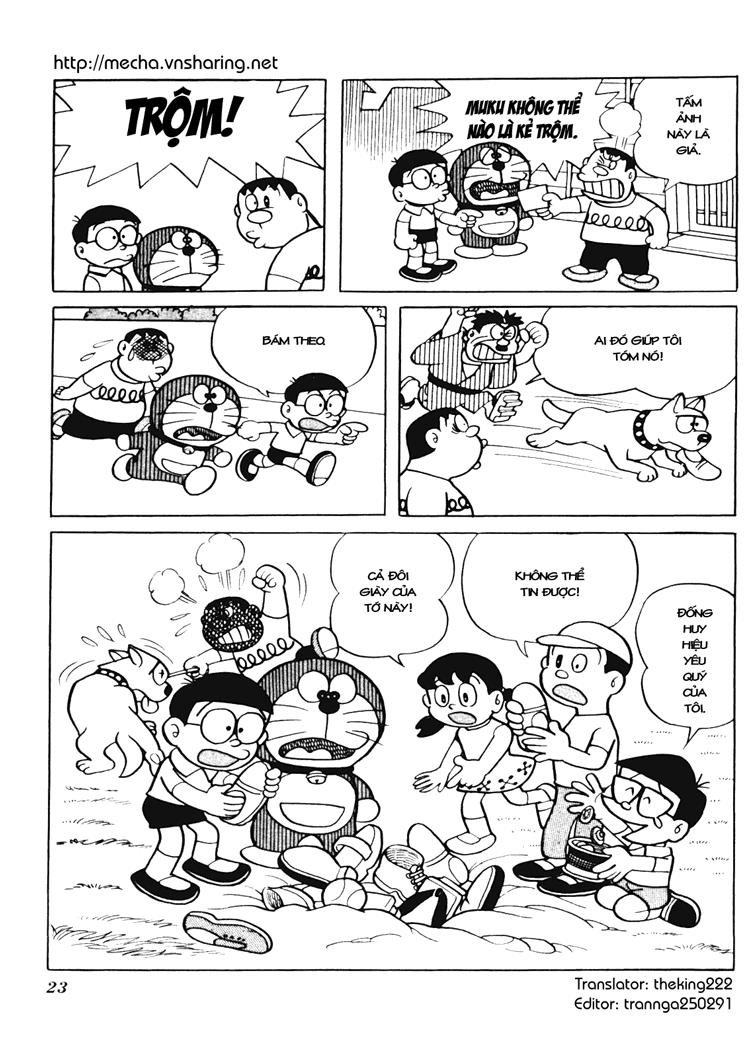 http://mecha.vnsharing.net
TRỘM!
MUKU KHÔNG THỂ
NÀO LÀ KẺ TRỘM.
TẤM
ẢNH
NÀY LÀ
GIẢ.
BÁM THEO.
AI ĐÓ GIÚP TÔI
TÓM NÓ!
CẢ ĐÔI
GIÀY CỦA
TỚ NÀY!
KHÔNG THỂ
TIN ĐƯỢC!
ĐỐNG
HUY
HIỆU
YÊU
QUÝ
CỦA
TÔI.
23
Translator: theking222
Editor: trannga250291